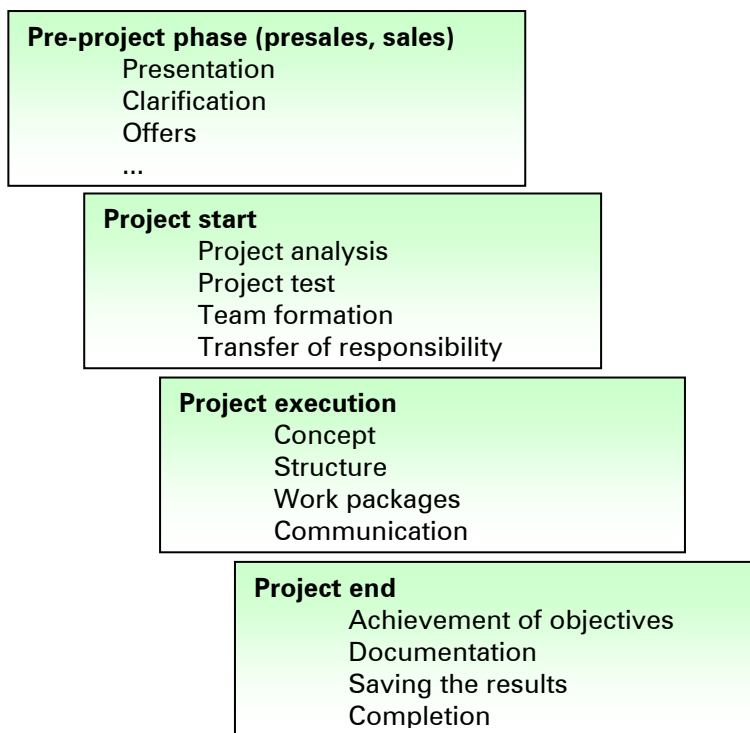 Pre-project phase (presales, sales)
Presentation
Clarification
Offers
...
Project start
Project analysis
Project test
Team formation
Transfer of responsibility
Project execution
Concept
Structure
Work packages
Communication
Project end
Achievement of objectives
Documentation
Saving the results
Completion